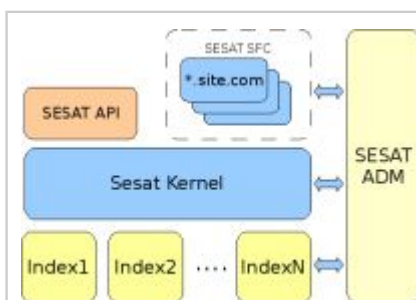 SESAT SFC
*.site.com
SESAT API
SESAT
ADM
Sesat Kernel
Index1
Index2
....
IndexN